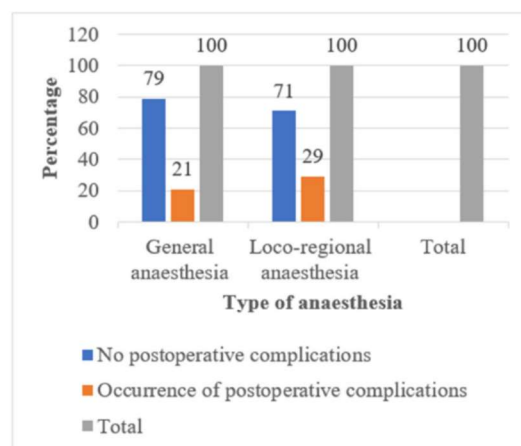 120
100
80
60
40
20
0
Percentage
79
21
100
71
29
100
100
General
anaesthesia
Loco-regional
anaesthesia
Total
Type of anaesthesia
No postoperative complications
Occurrence of postoperative complications
Total